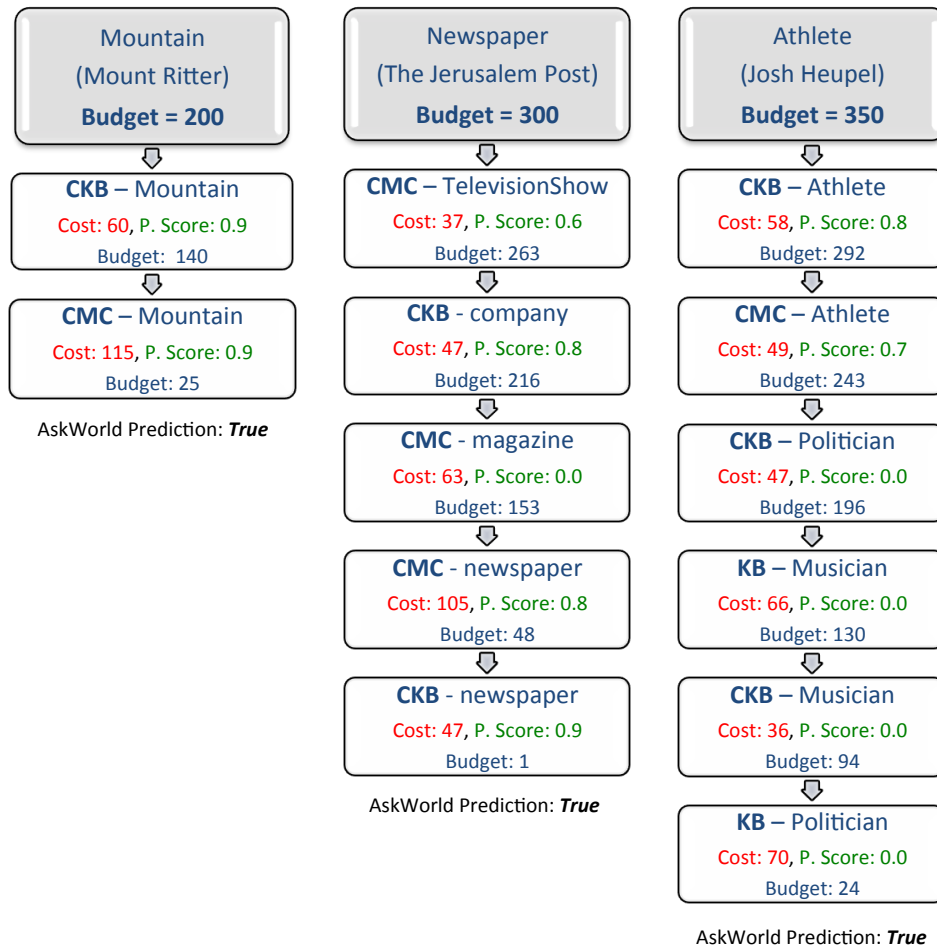 Mountain
(Mount Ritter)
Budget = 200
CKB – Mountain
Cost: 60, P. Score: 0.9
Budget: 140
CMC – Mountain
Cost: 115, P. Score: 0.9
Budget: 25
AskWorld Prediction: True
Newspaper
(The Jerusalem Post)
Budget = 300
CMC – TelevisionShow
Cost: 37, P. Score: 0.6
Budget: 263
CKB - company
Cost: 47, P. Score: 0.8
Budget: 216
CMC - magazine
Cost: 63, P. Score: 0.0
Budget: 153
CMC - newspaper
Cost: 105, P. Score: 0.8
Budget: 48
CKB - newspaper
Cost: 47, P. Score: 0.9
Budget: 1
AskWorld Prediction: True
Athlete
(Josh Heupel)
Budget = 350
CKB – Athlete
Cost: 58, P. Score: 0.8
Budget: 292
CMC – Athlete
Cost: 49, P. Score: 0.7
Budget: 243
CKB – Politician
Cost: 47, P. Score: 0.0
Budget: 196
KB – Musician
Cost: 66, P. Score: 0.0
Budget: 130
CKB – Musician
Cost: 36, P. Score: 0.0
Budget: 94
KB – Politician
Cost: 70, P. Score: 0.0
Budget: 24
AskWorld Prediction: True